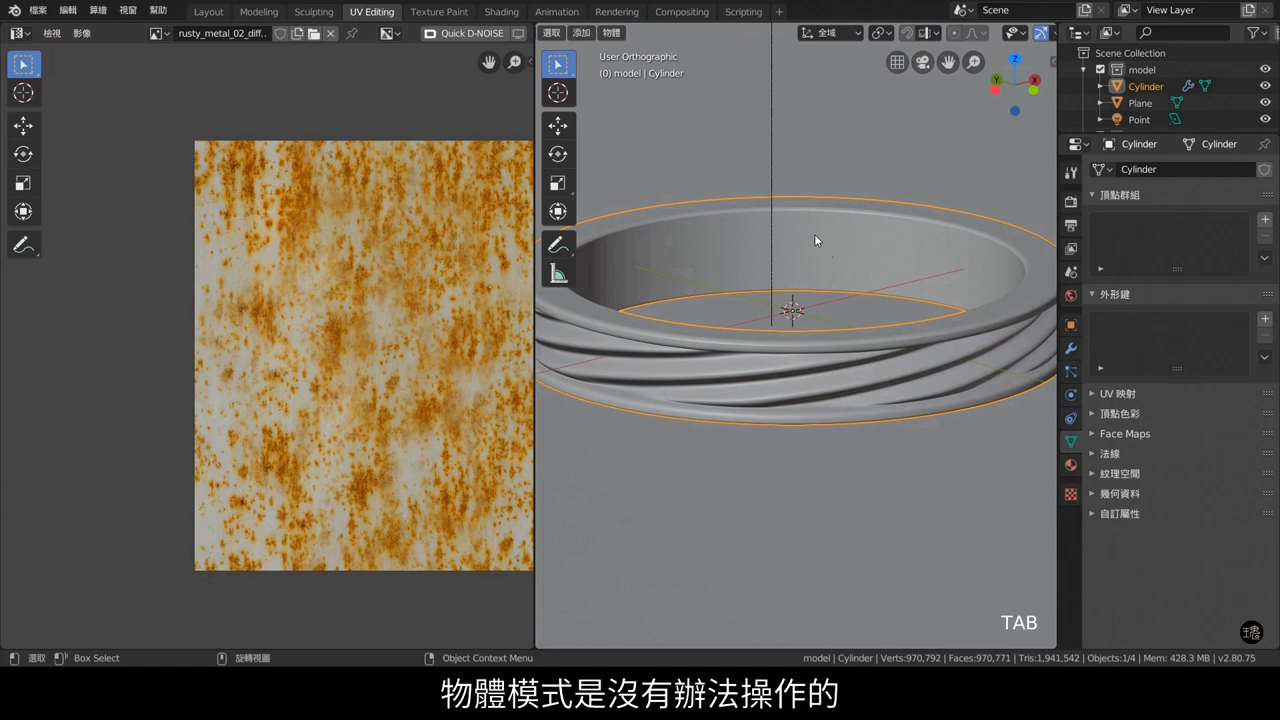 檔案 編輯 算繪 視窗 幫助 Layout Modeling Sculpting UV Editing Texture Paint Shading Animation Rendering Compositing Scripting + Scene View Layer
檢視 影像 rusty_metal_02_diff.. Quick D-NOISE 選取 添加 物體 全域
User Orthographic
(0) model | Cylinder
Scene Collection
model
Cylinder
Plane
Point
Cylinder Cylinder
Cylinder
頂點群組
外形鍵
UV 映射
頂點色彩
Face Maps
法線
紋理空間
幾何資料
自訂屬性
TAB
瑰
選取 Box Select 旋轉視圖 Object Context Menu model | Cylinder | Verts:970,792 | Faces:970,771 | Tris:1,941,542 | Objects:1/4 | Mem: 428.3 MB | v2.80.75
物體模式是沒有辦法操作的